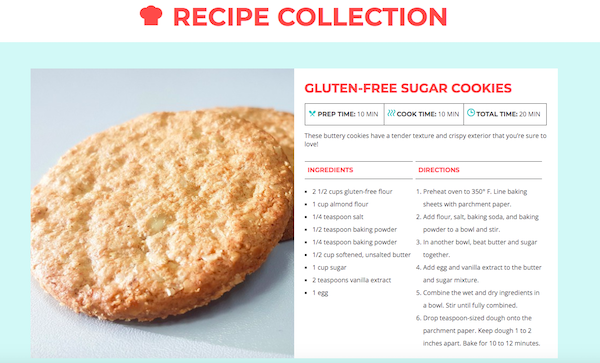 RECIPE COLLECTION
GLUTEN-FREE SUGAR COOKIES
PREP TIME: 10 MIN COOK TIME: 10 MIN TOTAL TIME: 20 MIN
These buttery cookies have a tender texture and crispy exterior that you're sure to
love!
INGREDIENTS
2 1/2 cups gluten-free flour
1 cup almond flour
1/4 teaspoon salt
1/2 teaspoon baking powder
1/4 teaspoon baking powder
1/2 cup softened, unsalted butter
1 cup sugar
2 teaspoons vanilla extract
1 egg
DIRECTIONS
1. Preheat oven to 350° F. Line baking
sheets with parchment paper.
2. Add flour, salt, baking soda, and baking
powder to a bowl and stir.
3. In another bowl, beat butter and sugar
together.
4. Add egg and vanilla extract to the butter
and sugar mixture.
5. Combine the wet and dry ingredients in
a bowl. Stir until fully combined.
6. Drop teaspoon-sized dough onto the
parchment paper. Keep dough 1 to 2
inches apart. Bake for 10 to 12 minutes.